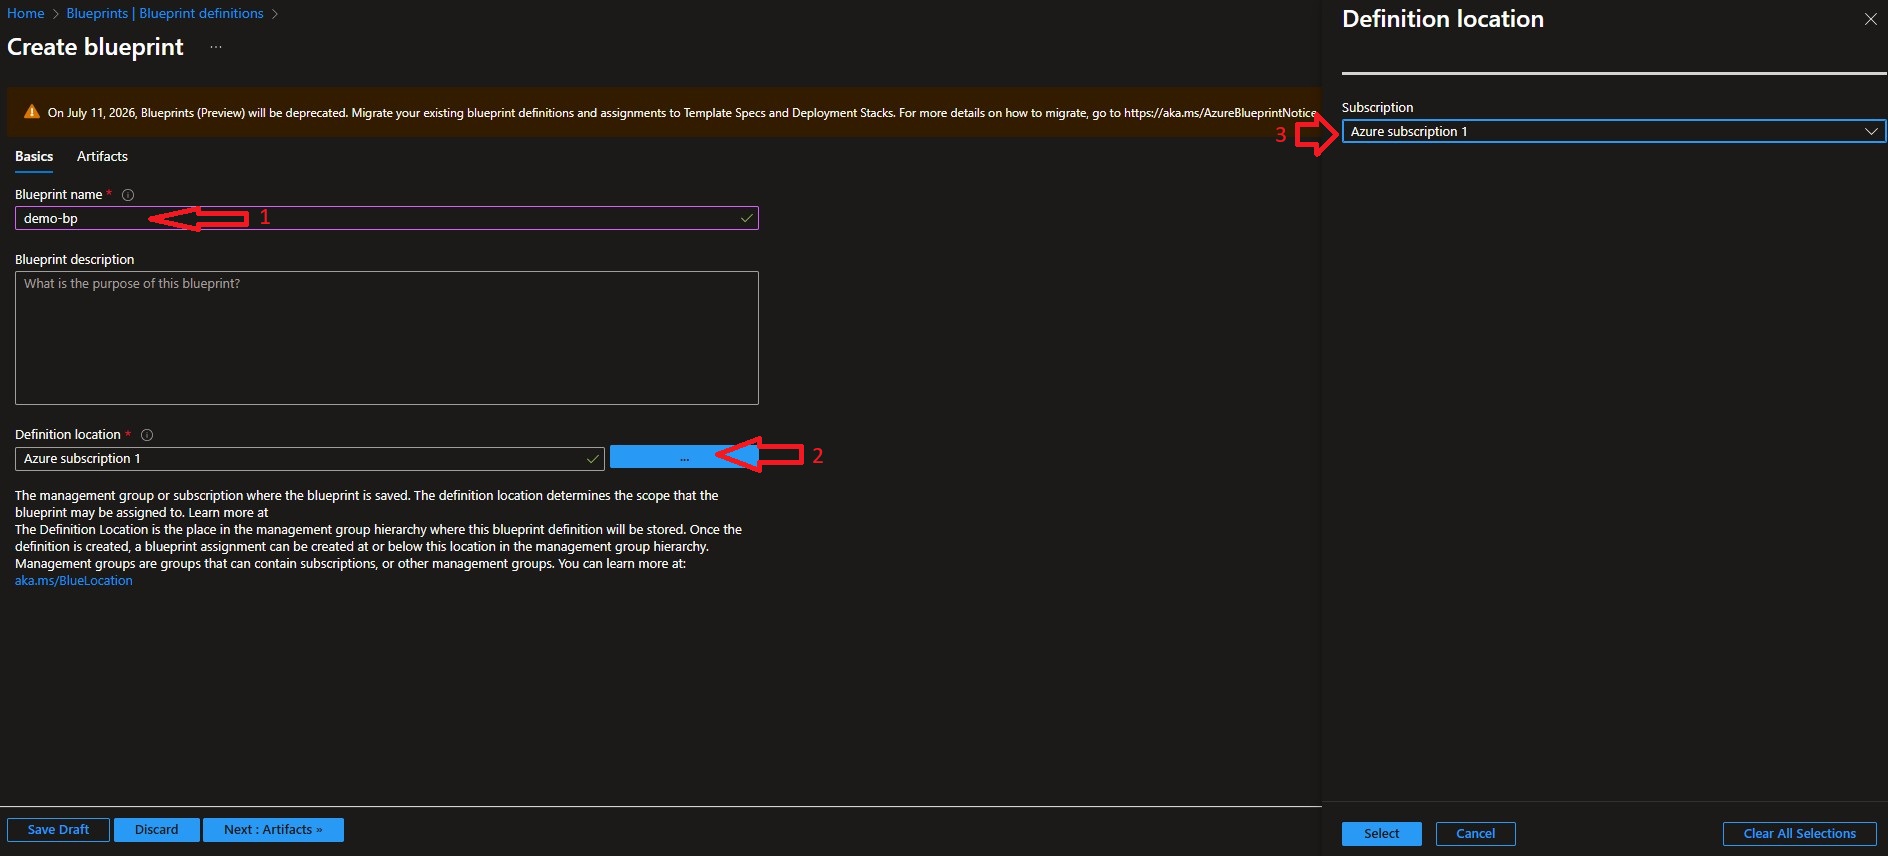 Home > Blueprints | Blueprint definitions >
Create blueprint ...
On July 11, 2026, Blueprints (Preview) will be deprecated. Migrate your existing blueprint definitions and assignments to Template Specs and Deployment Stacks. For more details on how to migrate, go to https://aka.ms/AzureBlueprintNotice
Basics Artifacts
Blueprint name *
demo-bp
1
Blueprint description
What is the purpose of this blueprint?
Definition location *
Azure subscription 1
...
2
The management group or subscription where the blueprint is saved. The definition location determines the scope that the
blueprint may be assigned to. Learn more at
The Definition Location is the place in the management group hierarchy where this blueprint definition will be stored. Once the
definition is created, a blueprint assignment can be created at or below this location in the management group hierarchy.
Management groups are groups that can contain subscriptions, or other management groups. You can learn more at:
aka.ms/BlueLocation
Save Draft Discard Next : Artifacts »
Definition location
Subscription
3
Azure subscription 1
Select Cancel Clear All Selections